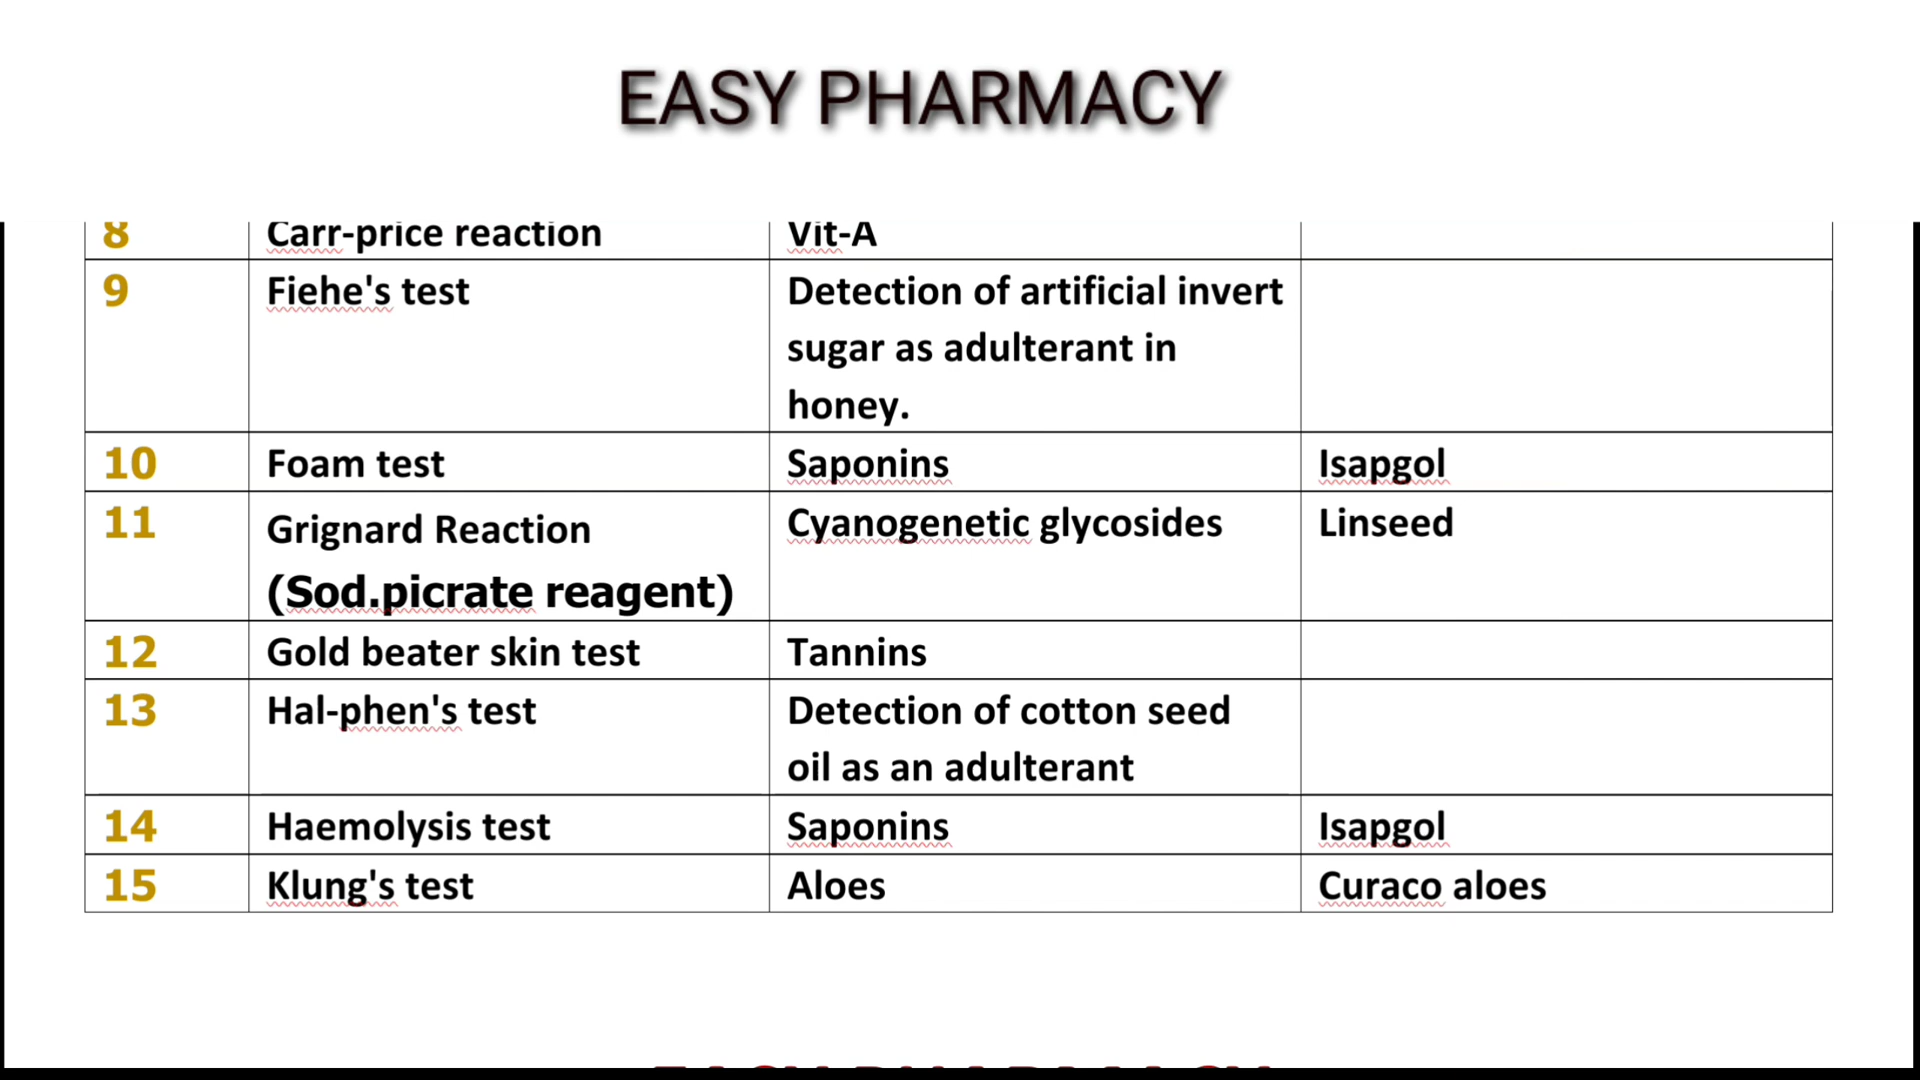 EASY PHARMACY
8 Carr-price reaction Vit-A
9 Fiehe's test Detection of artificial invert
sugar as adulterant in
honey.
10 Foam test Saponins Isapgol
11 Grignard Reaction Cyanogenetic glycosides Linseed
(Sod.picrate reagent)
12 Gold beater skin test Tannins
13 Hal-phen's test Detection of cotton seed
oil as an adulterant
14 Haemolysis test Saponins Isapgol
15 Klung's test Aloes Curaco aloes